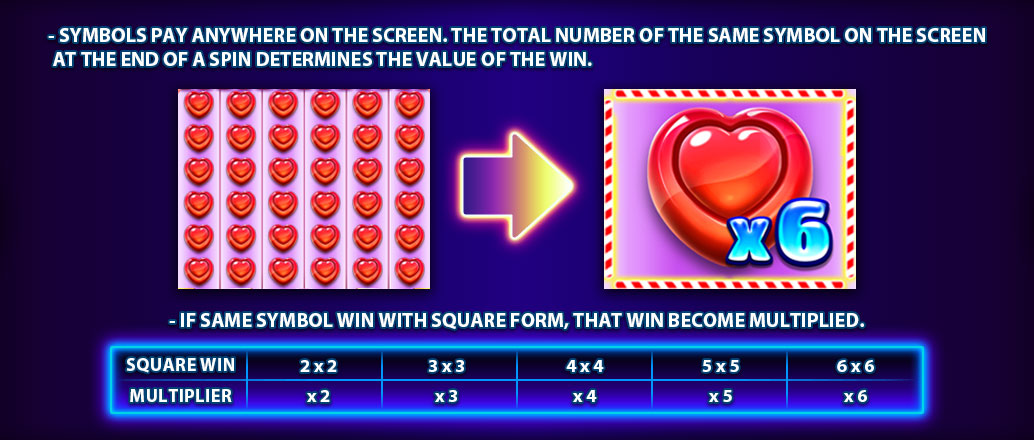 - SYMBOLS PAY ANYWHERE ON THE SCREEN. THE TOTAL NUMBER OF THE SAME SYMBOL ON THE SCREEN
AT THE END OF A SPIN DETERMINES THE VALUE OF THE WIN.
x6
- IF SAME SYMBOL WIN WITH SQUARE FORM, THAT WIN BECOME MULTIPLIED.
SQUARE WIN 2 x 2 3 x 3 4 x 4 5 x 5 6 x 6
MULTIPLIER x 2 x 3 x 4 x 5 x 6